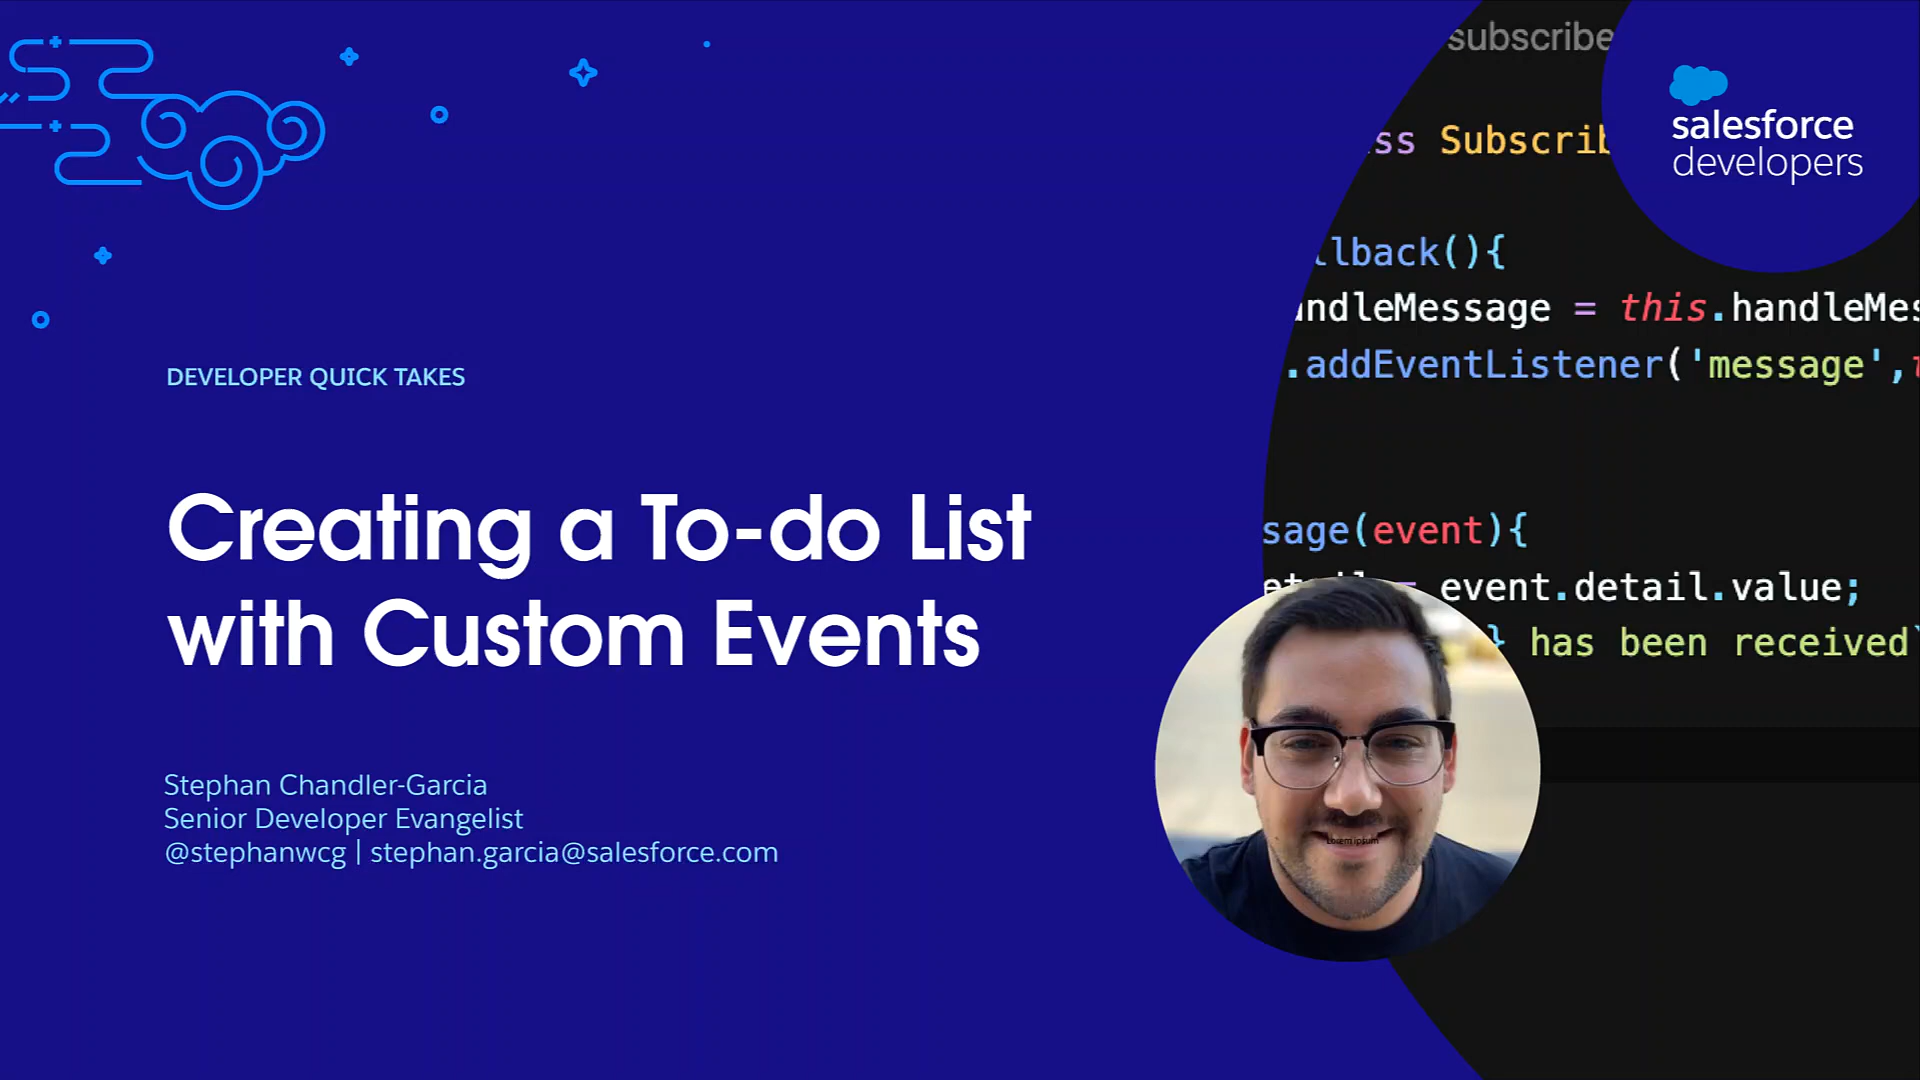 subscribe
ss Subscrib
salesforce
developers
lback(){
ndleMessage = this.handleMes
.addEventListener('message',
DEVELOPER QUICK TAKES
Creating a To-do List
with Custom Events
sage(event){
= event.detail.value;
} has been received`
Stephan Chandler-Garcia
Senior Developer Evangelist
@stephanwcg | stephan.garcia@salesforce.com
Lorem ipsum